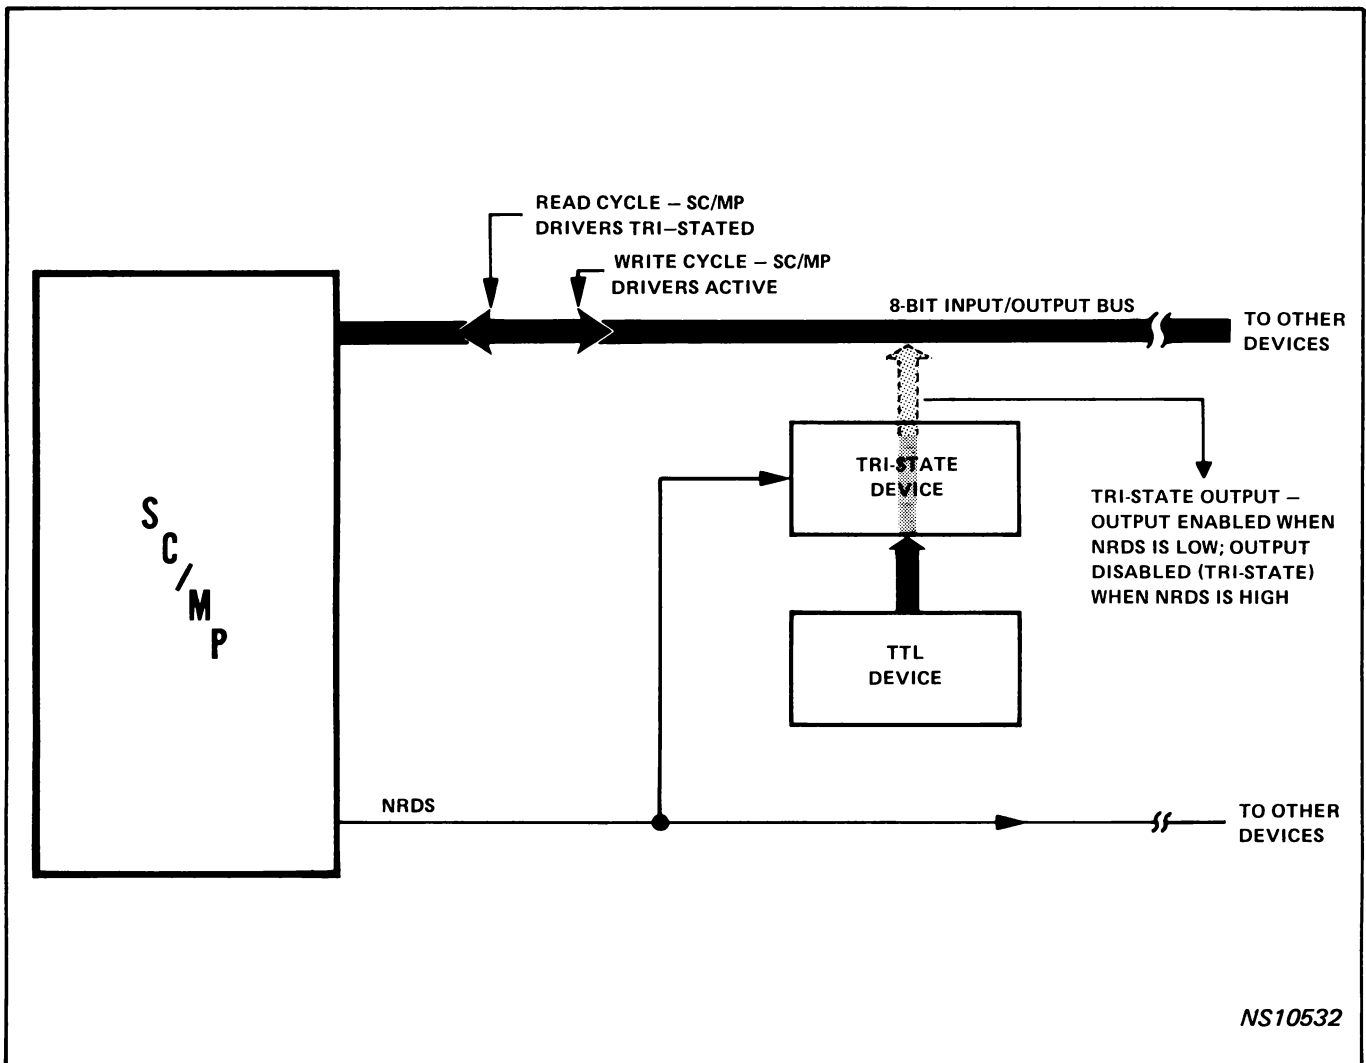 READ CYCLE – SC/MP
DRIVERS TRI–STATED
WRITE CYCLE – SC/MP
DRIVERS ACTIVE
8-BIT INPUT/OUTPUT BUS
TO OTHER
DEVICES
TRI-STATE
DEVICE
TRI-STATE OUTPUT –
OUTPUT ENABLED WHEN
NRDS IS LOW; OUTPUT
DISABLED (TRI-STATE)
WHEN NRDS IS HIGH
SC/MP
TTL
DEVICE
NRDS
TO OTHER
DEVICES
NS10532